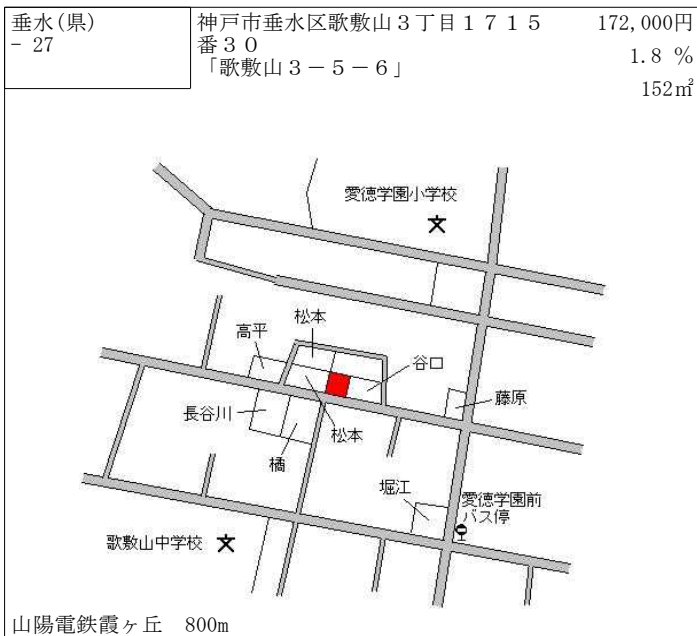 垂水(県)
- 27
神戸市垂水区歌敷山３丁目１７１５
番３０
「歌敷山３－５－６」
172,000円
1.8 %
152㎡
愛徳学園小学校
松本
高平
谷口
藤原
長谷川
松本
橘
堀江
愛徳学園前
バス停
歌敷山中学校
山陽電鉄霞ヶ丘　800m